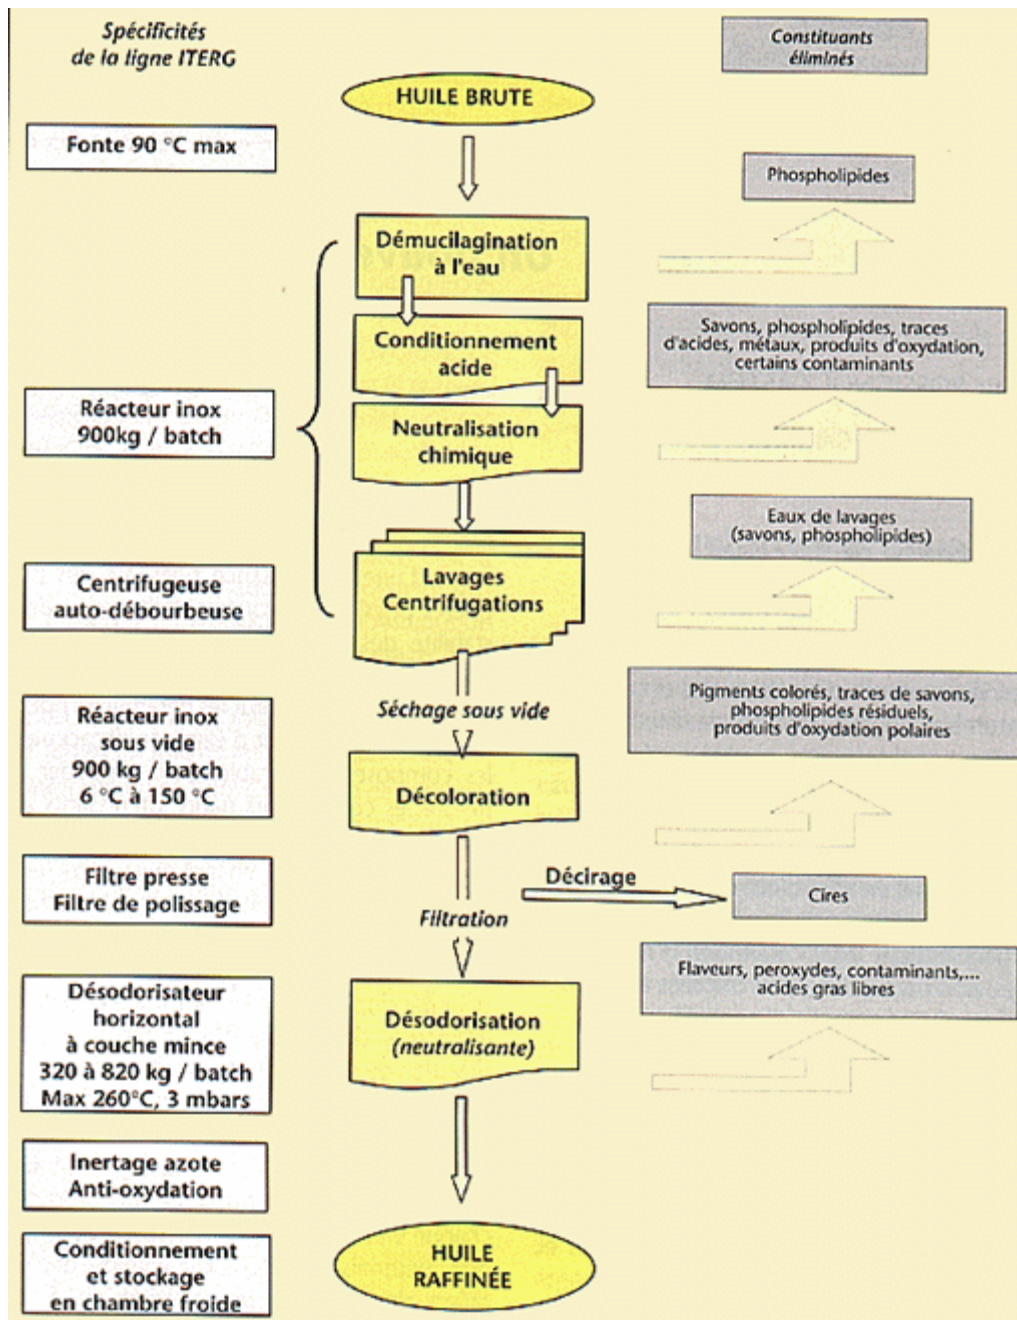 Spécificités
de la ligne ITERG
Fonte 90 °C max
Réacteur inox
900kg / batch
Centrifugeuse
auto-débourbeuse
Réacteur inox
sous vide
900 kg / batch
6 °C à 150 °C
Filtre presse
Filtre de polissage
Désodorisateur
horizontal
à couche mince
320 à 820 kg / batch
Max 260°C, 3 mbars
Inertage azote
Anti-oxydation
Conditionnement
et stockage
en chambre froide
HUILE BRUTE
Démucilagination
à l'eau
Conditionnement
acide
Neutralisation
chimique
Lavages
Centrifugations
Séchage sous vide
Décoloration
Décirage
Filtration
Désodorisation
(neutralisante)
HUILE
RAFFINÉE
Constituants
éliminés
Phospholipides
Savons, phospholipides, traces
d'acides, métaux, produits d'oxydation,
certains contaminants
Eaux de lavages
(savons, phospholipides)
Pigments colorés, traces de savons,
phospholipides résiduels,
produits d'oxydation polaires
Cires
Flaveurs, peroxydes, contaminants,...
acides gras libres